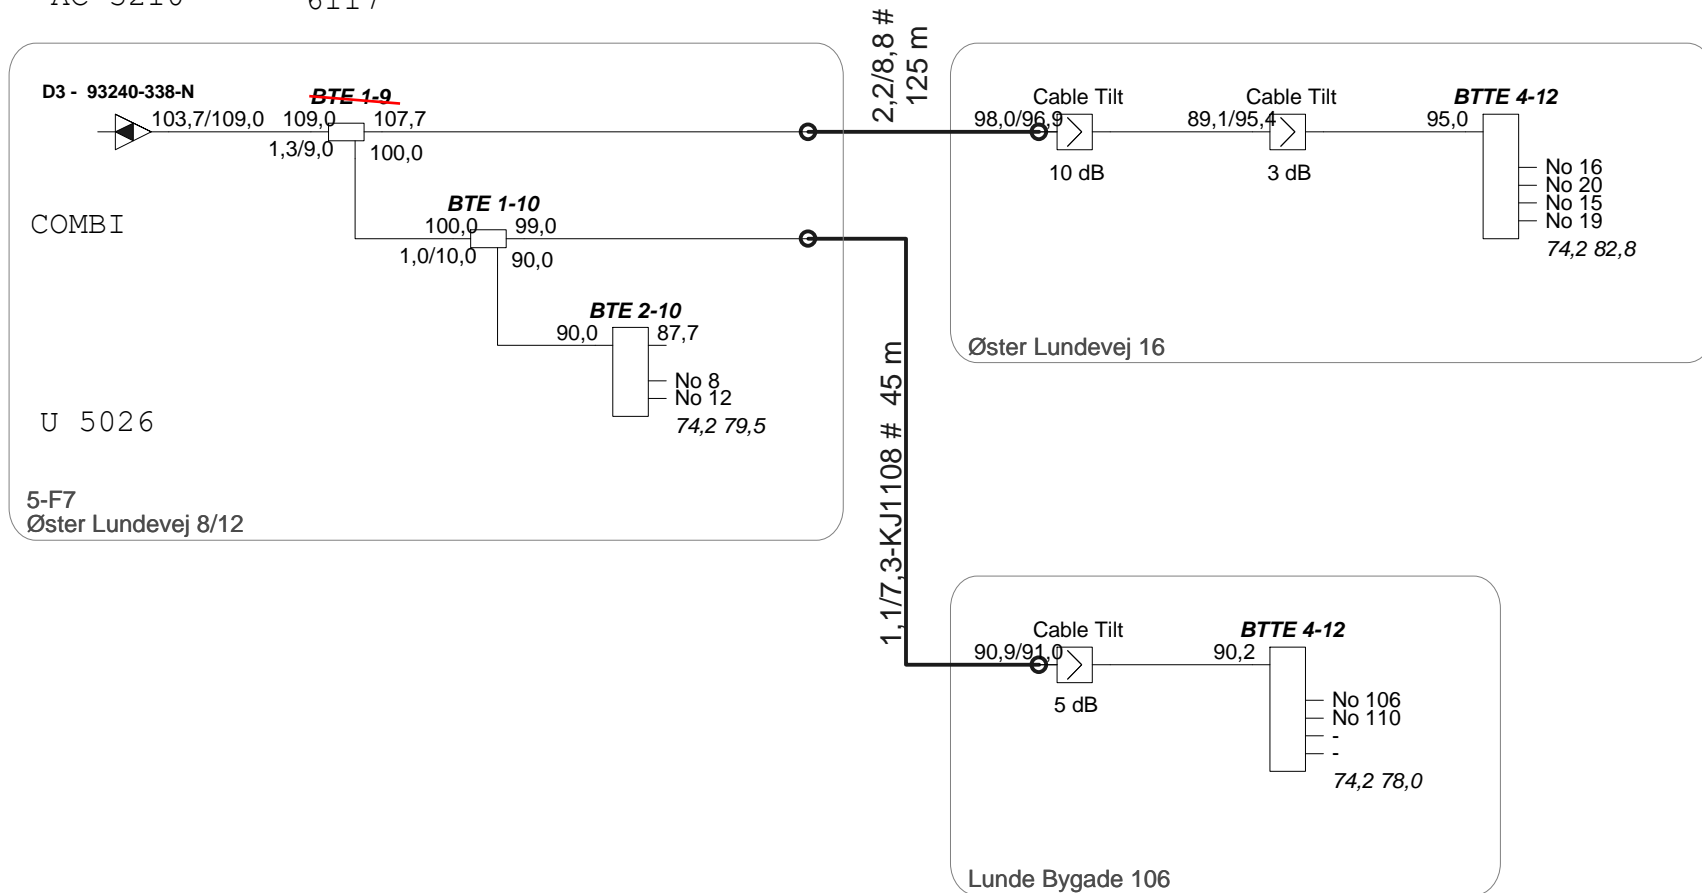 D3 - 93240-338-N
BTE 1-9
103,7/109,0
109,0
107,7
1,3/9,0
100,0
COMBI
BTE 1-10
100,0
99,0
1,0/10,0
90,0
BTE 2-10
90,0
87,7
No 8
No 12
74,2 79,5
U 5026
5-F7
Øster Lundevej 8/12
2,2/8,8 #
125 m
1,1/7,3-KJ1108 # 45 m
Cable Tilt
98,0/96,9
10 dB
Cable Tilt
89,1/95,4
3 dB
BTTE 4-12
95,0
No 16
No 20
No 15
No 19
74,2 82,8
Øster Lundevej 16
Cable Tilt
90,9/91,0
5 dB
BTTE 4-12
90,2
No 106
No 110
-
-
74,2 78,0
Lunde Bygade 106